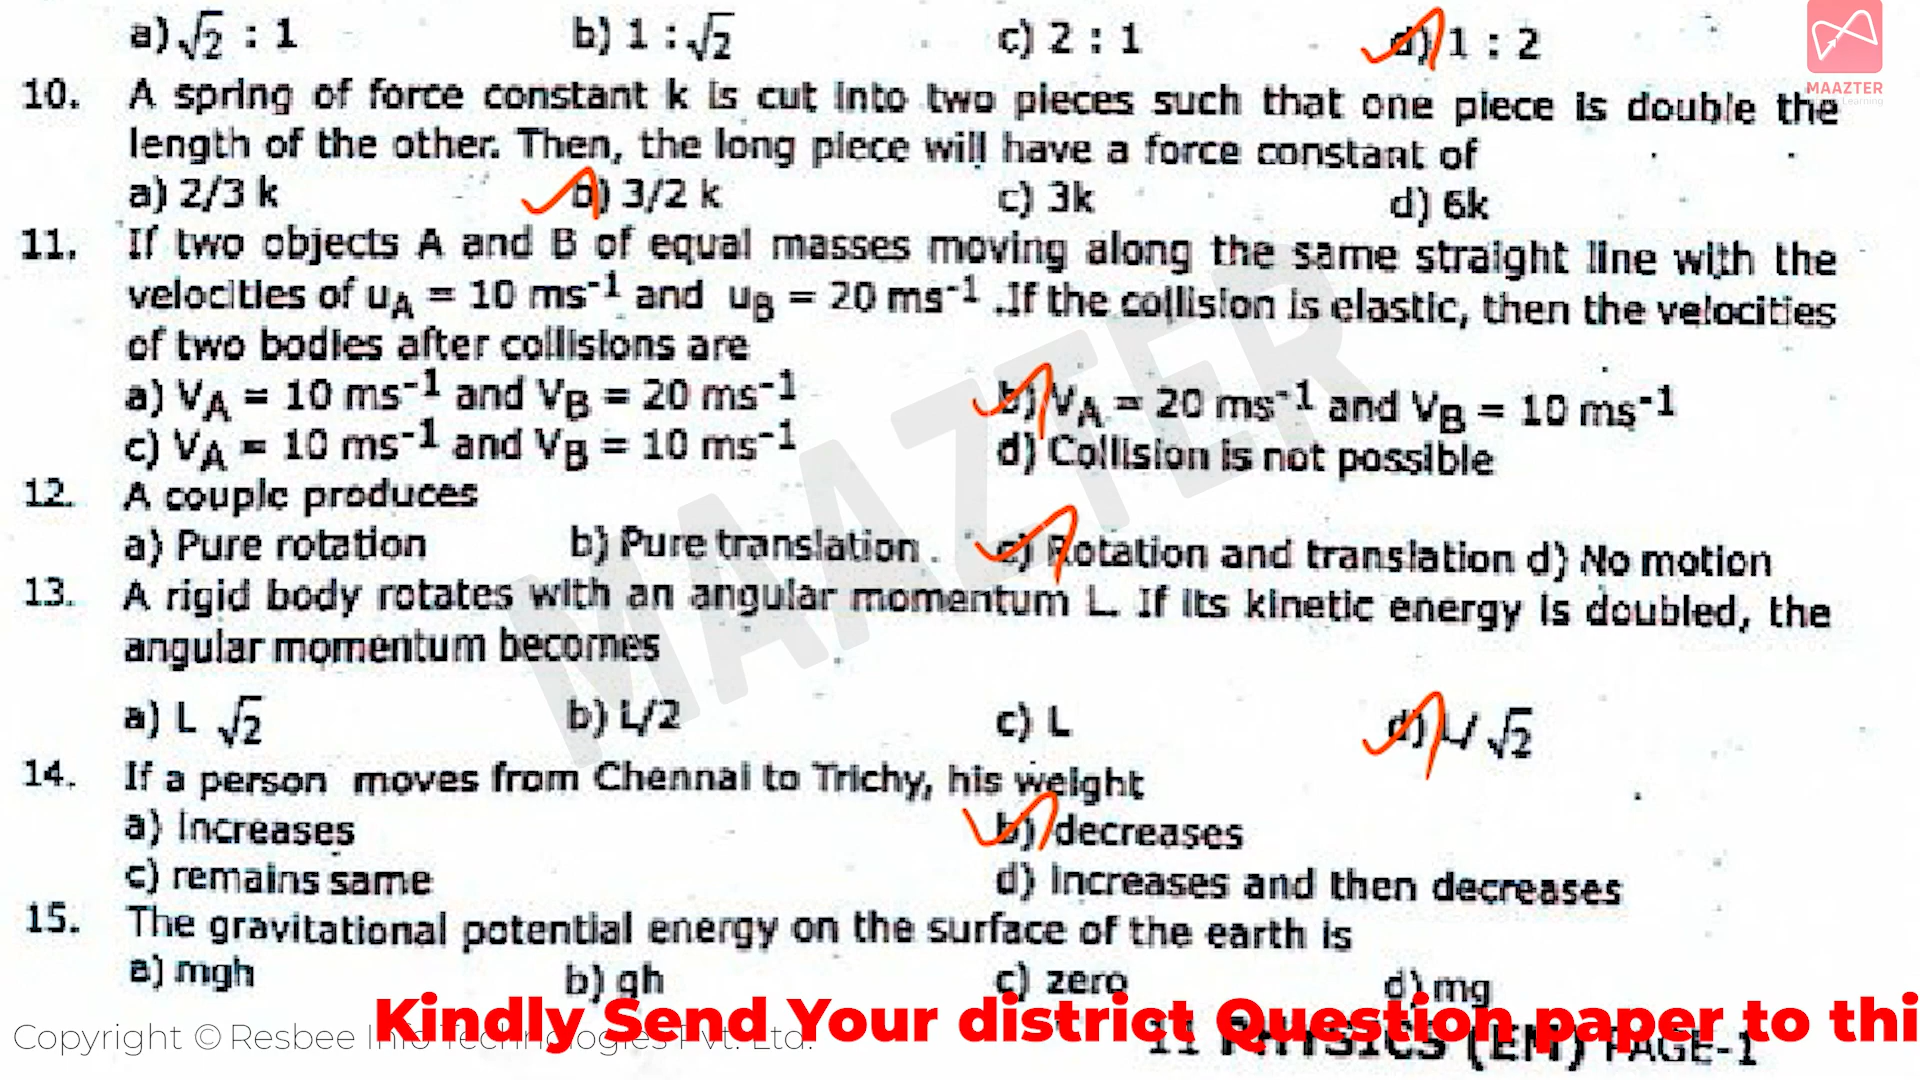 a) √2 : 1 b) 1 : √2 c) 2 : 1 d) 1 : 2
MAAZTER
10. A spring of force constant k is cut into two pieces such that one piece is double the
length of the other. Then, the long piece will have a force constant of
a) 2/3 k b) 3/2 k c) 3k d) 6k
11. If two objects A and B of equal masses moving along the same straight line with the
velocities of uA = 10 ms⁻¹ and uB = 20 ms⁻¹ .If the collision is elastic, then the velocities
of two bodies after collisions are
a) VA = 10 ms⁻¹ and VB = 20 ms⁻¹ b) VA = 20 ms⁻¹ and VB = 10 ms⁻¹
c) VA = 10 ms⁻¹ and VB = 10 ms⁻¹ d) Collision is not possible
MAAZTER
12. A couple produces
a) Pure rotation b) Pure translation c) Rotation and translation d) No motion
13. A rigid body rotates with an angular momentum L. If its kinetic energy is doubled, the
angular momentum becomes
a) L √2 b) L/2 c) L d) L/ √2
14. If a person moves from Chennai to Trichy, his weight
a) increases b) decreases
c) remains same d) increases and then decreases
15. The gravitational potential energy on the surface of the earth is
a) mgh b) gh c) zero d) mg
Kindly Send Your district Question paper to thi
Copyright © Resbee Info Technologies Pvt. Ltd.
11 PHYSICS (EM) PAGE-1